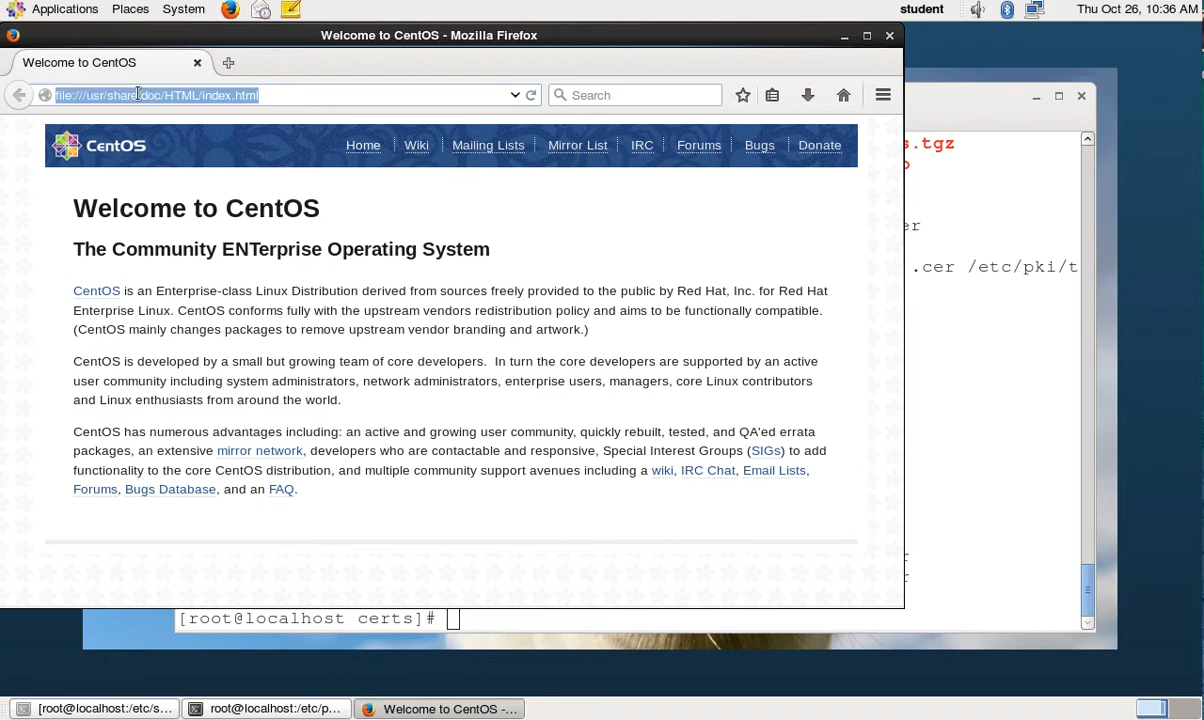 Applications Places System student Thu Oct 26, 10:36 AM
Welcome to CentOS - Mozilla Firefox
Welcome to CentOS
file:///usr/share/doc/HTML/index.html Search
CentOS Home Wiki Mailing Lists Mirror List IRC Forums Bugs Donate
Welcome to CentOS
The Community ENTerprise Operating System
CentOS is an Enterprise-class Linux Distribution derived from sources freely provided to the public by Red Hat, Inc. for Red Hat
Enterprise Linux. CentOS conforms fully with the upstream vendors redistribution policy and aims to be functionally compatible.
(CentOS mainly changes packages to remove upstream vendor branding and artwork.)
CentOS is developed by a small but growing team of core developers. In turn the core developers are supported by an active
user community including system administrators, network administrators, enterprise users, managers, core Linux contributors
and Linux enthusiasts from around the world.
CentOS has numerous advantages including: an active and growing user community, quickly rebuilt, tested, and QA'ed errata
packages, an extensive mirror network, developers who are contactable and responsive, Special Interest Groups (SIGs) to add
functionality to the core CentOS distribution, and multiple community support avenues including a wiki, IRC Chat, Email Lists,
Forums, Bugs Database, and an FAQ.
s.tgz
er
.cer /etc/pki/t
[root@localhost certs]#
[root@localhost:/etc/s... root@localhost:/etc/p... Welcome to CentOS -...